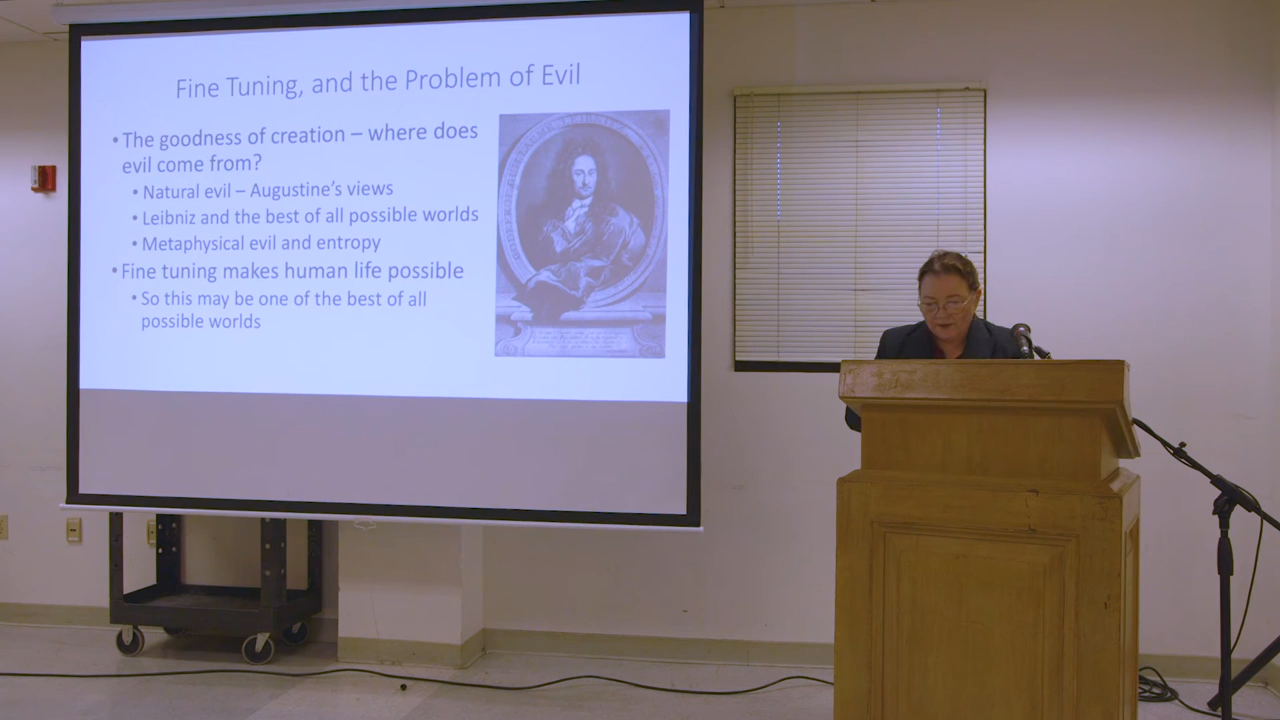 Fine Tuning, and the Problem of Evil
• The goodness of creation – where does
evil come from?
• Natural evil – Augustine's views
• Leibniz and the best of all possible worlds
• Metaphysical evil and entropy
• Fine tuning makes human life possible
• So this may be one of the best of all
possible worlds